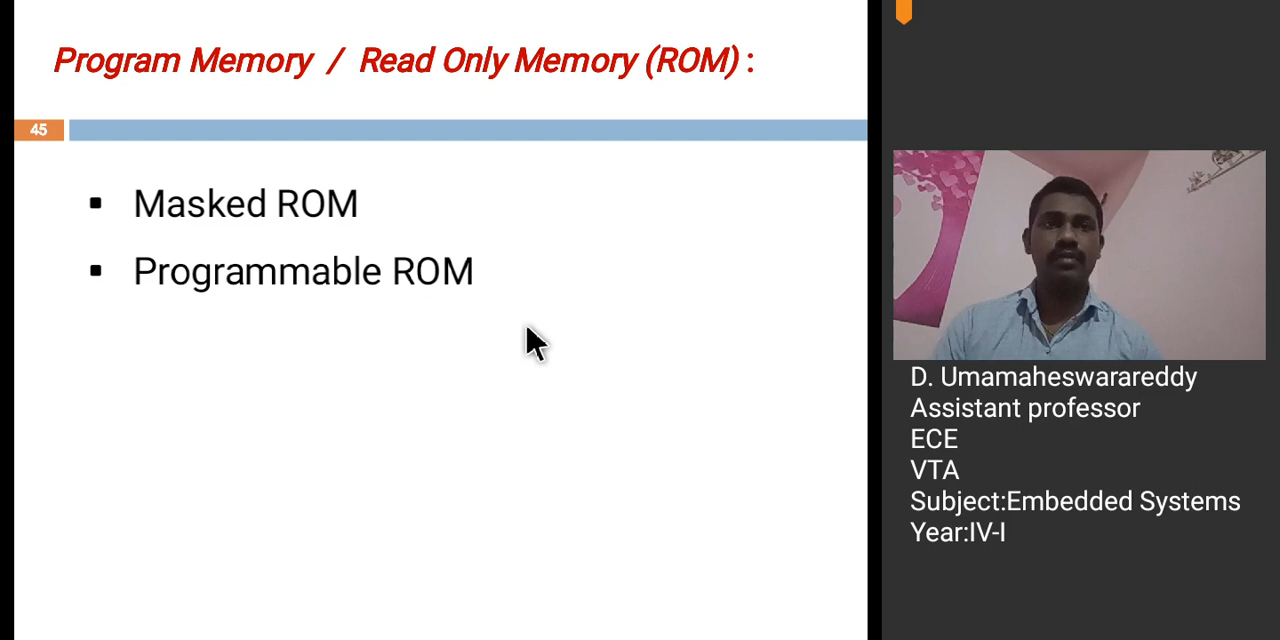 Program Memory / Read Only Memory (ROM) :
45
▪ Masked ROM
▪ Programmable ROM
D. Umamaheswarareddy
Assistant professor
ECE
VTA
Subject:Embedded Systems
Year:IV-I